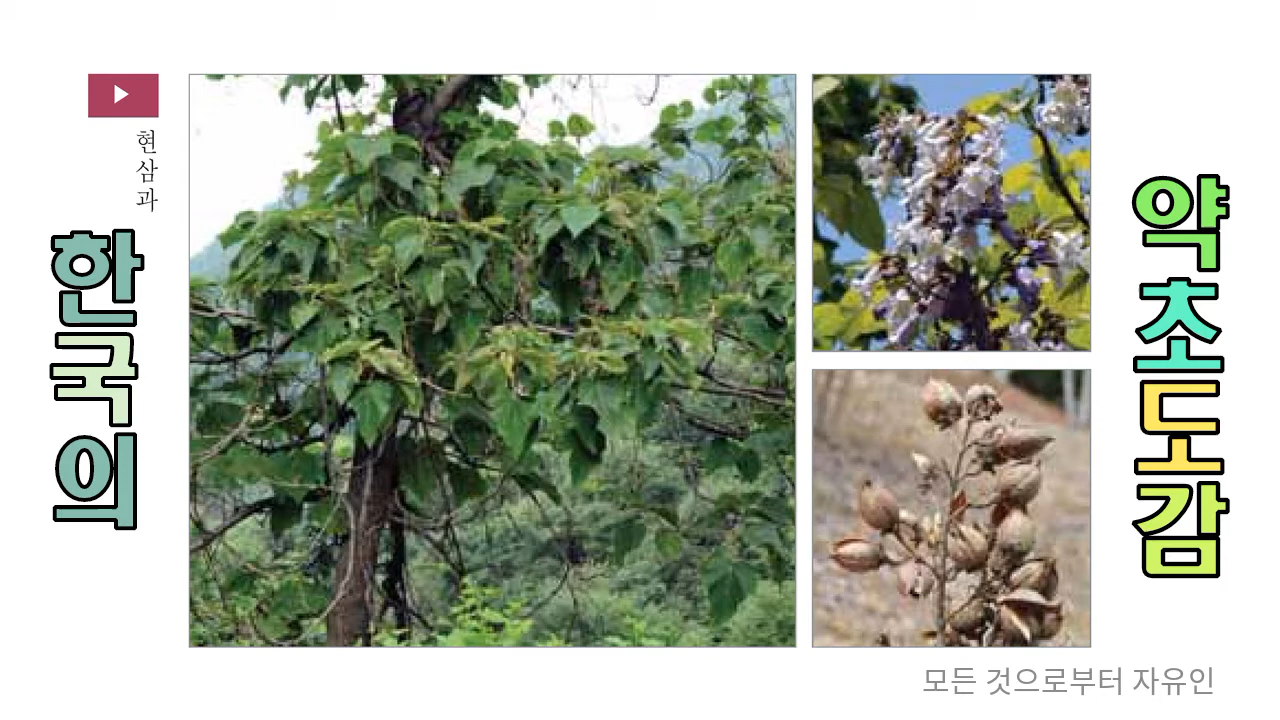 현삼과
한국의
약초도감
모든 것으로부터 자유인